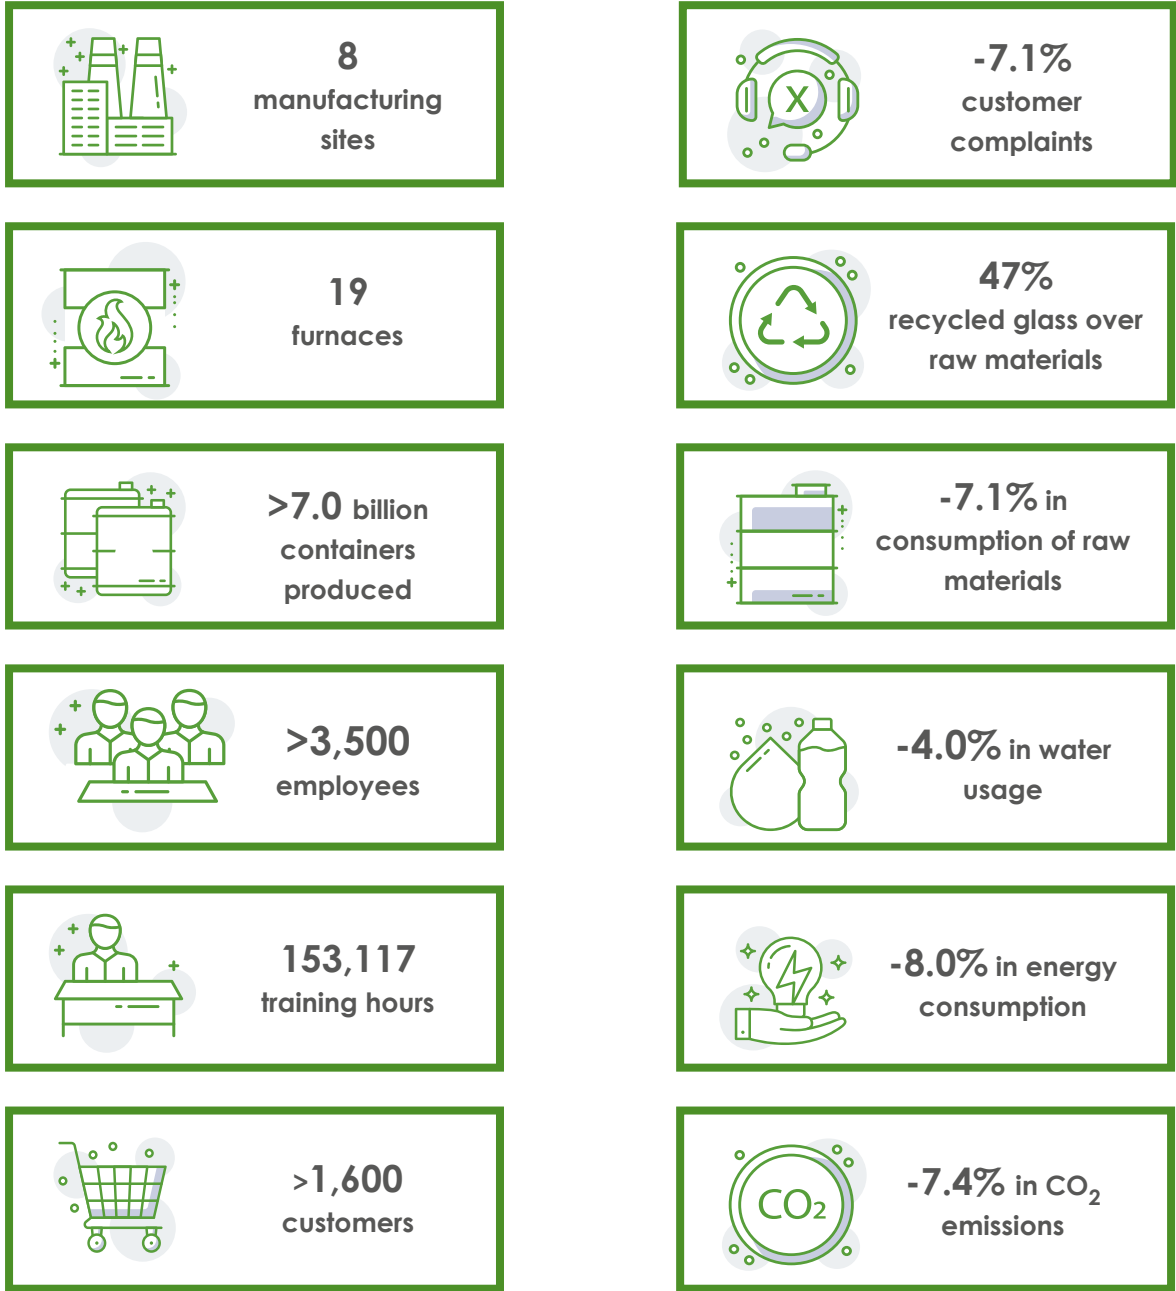 8
manufacturing
sites
-7.1%
customer
complaints
X
19
furnaces
47%
recycled glass over
raw materials
>7.0 billion
containers
produced
-7.1% in
consumption of raw
materials
>3,500
employees
-4.0% in water
usage
153,117
training hours
-8.0% in energy
consumption
>1,600
customers
CO₂
-7.4% in CO₂
emissions